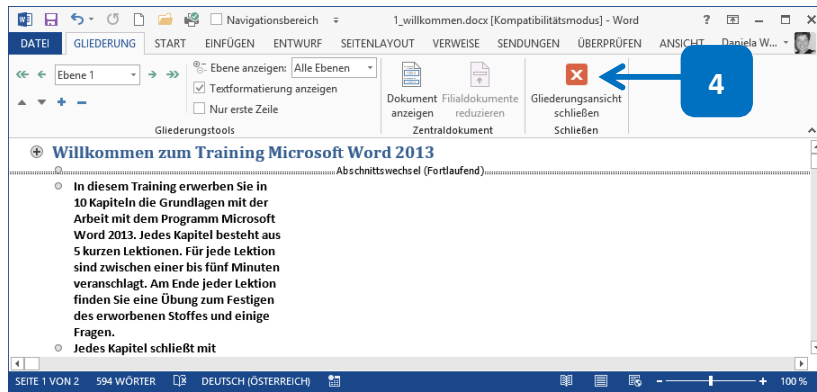 Navigationsbereich
1_willkommen.docx [Kompatibilitätsmodus] - Word
?
DATEI GLIEDERUNG START EINFÜGEN ENTWURF SEITENLAYOUT VERWEISE SENDUNGEN ÜBERPRÜFEN ANSICHT Daniela W...
Ebene 1
Ebene anzeigen: Alle Ebenen
Textformatierung anzeigen
Nur erste Zeile
Gliederungstools
Dokument anzeigen
Filialdokumente reduzieren
Zentraldokument
Gliederungsansicht schließen
Schließen
4
Willkommen zum Training Microsoft Word 2013
Abschnittswechsel (Fortlaufend)
In diesem Training erwerben Sie in
10 Kapiteln die Grundlagen mit der
Arbeit mit dem Programm Microsoft
Word 2013. Jedes Kapitel besteht aus
5 kurzen Lektionen. Für jede Lektion
sind zwischen einer bis fünf Minuten
veranschlagt. Am Ende jeder Lektion
finden Sie eine Übung zum Festigen
des erworbenen Stoffes und einige
Fragen.
Jedes Kapitel schließt mit
SEITE 1 VON 2 594 WÖRTER DEUTSCH (ÖSTERREICH) 100 %